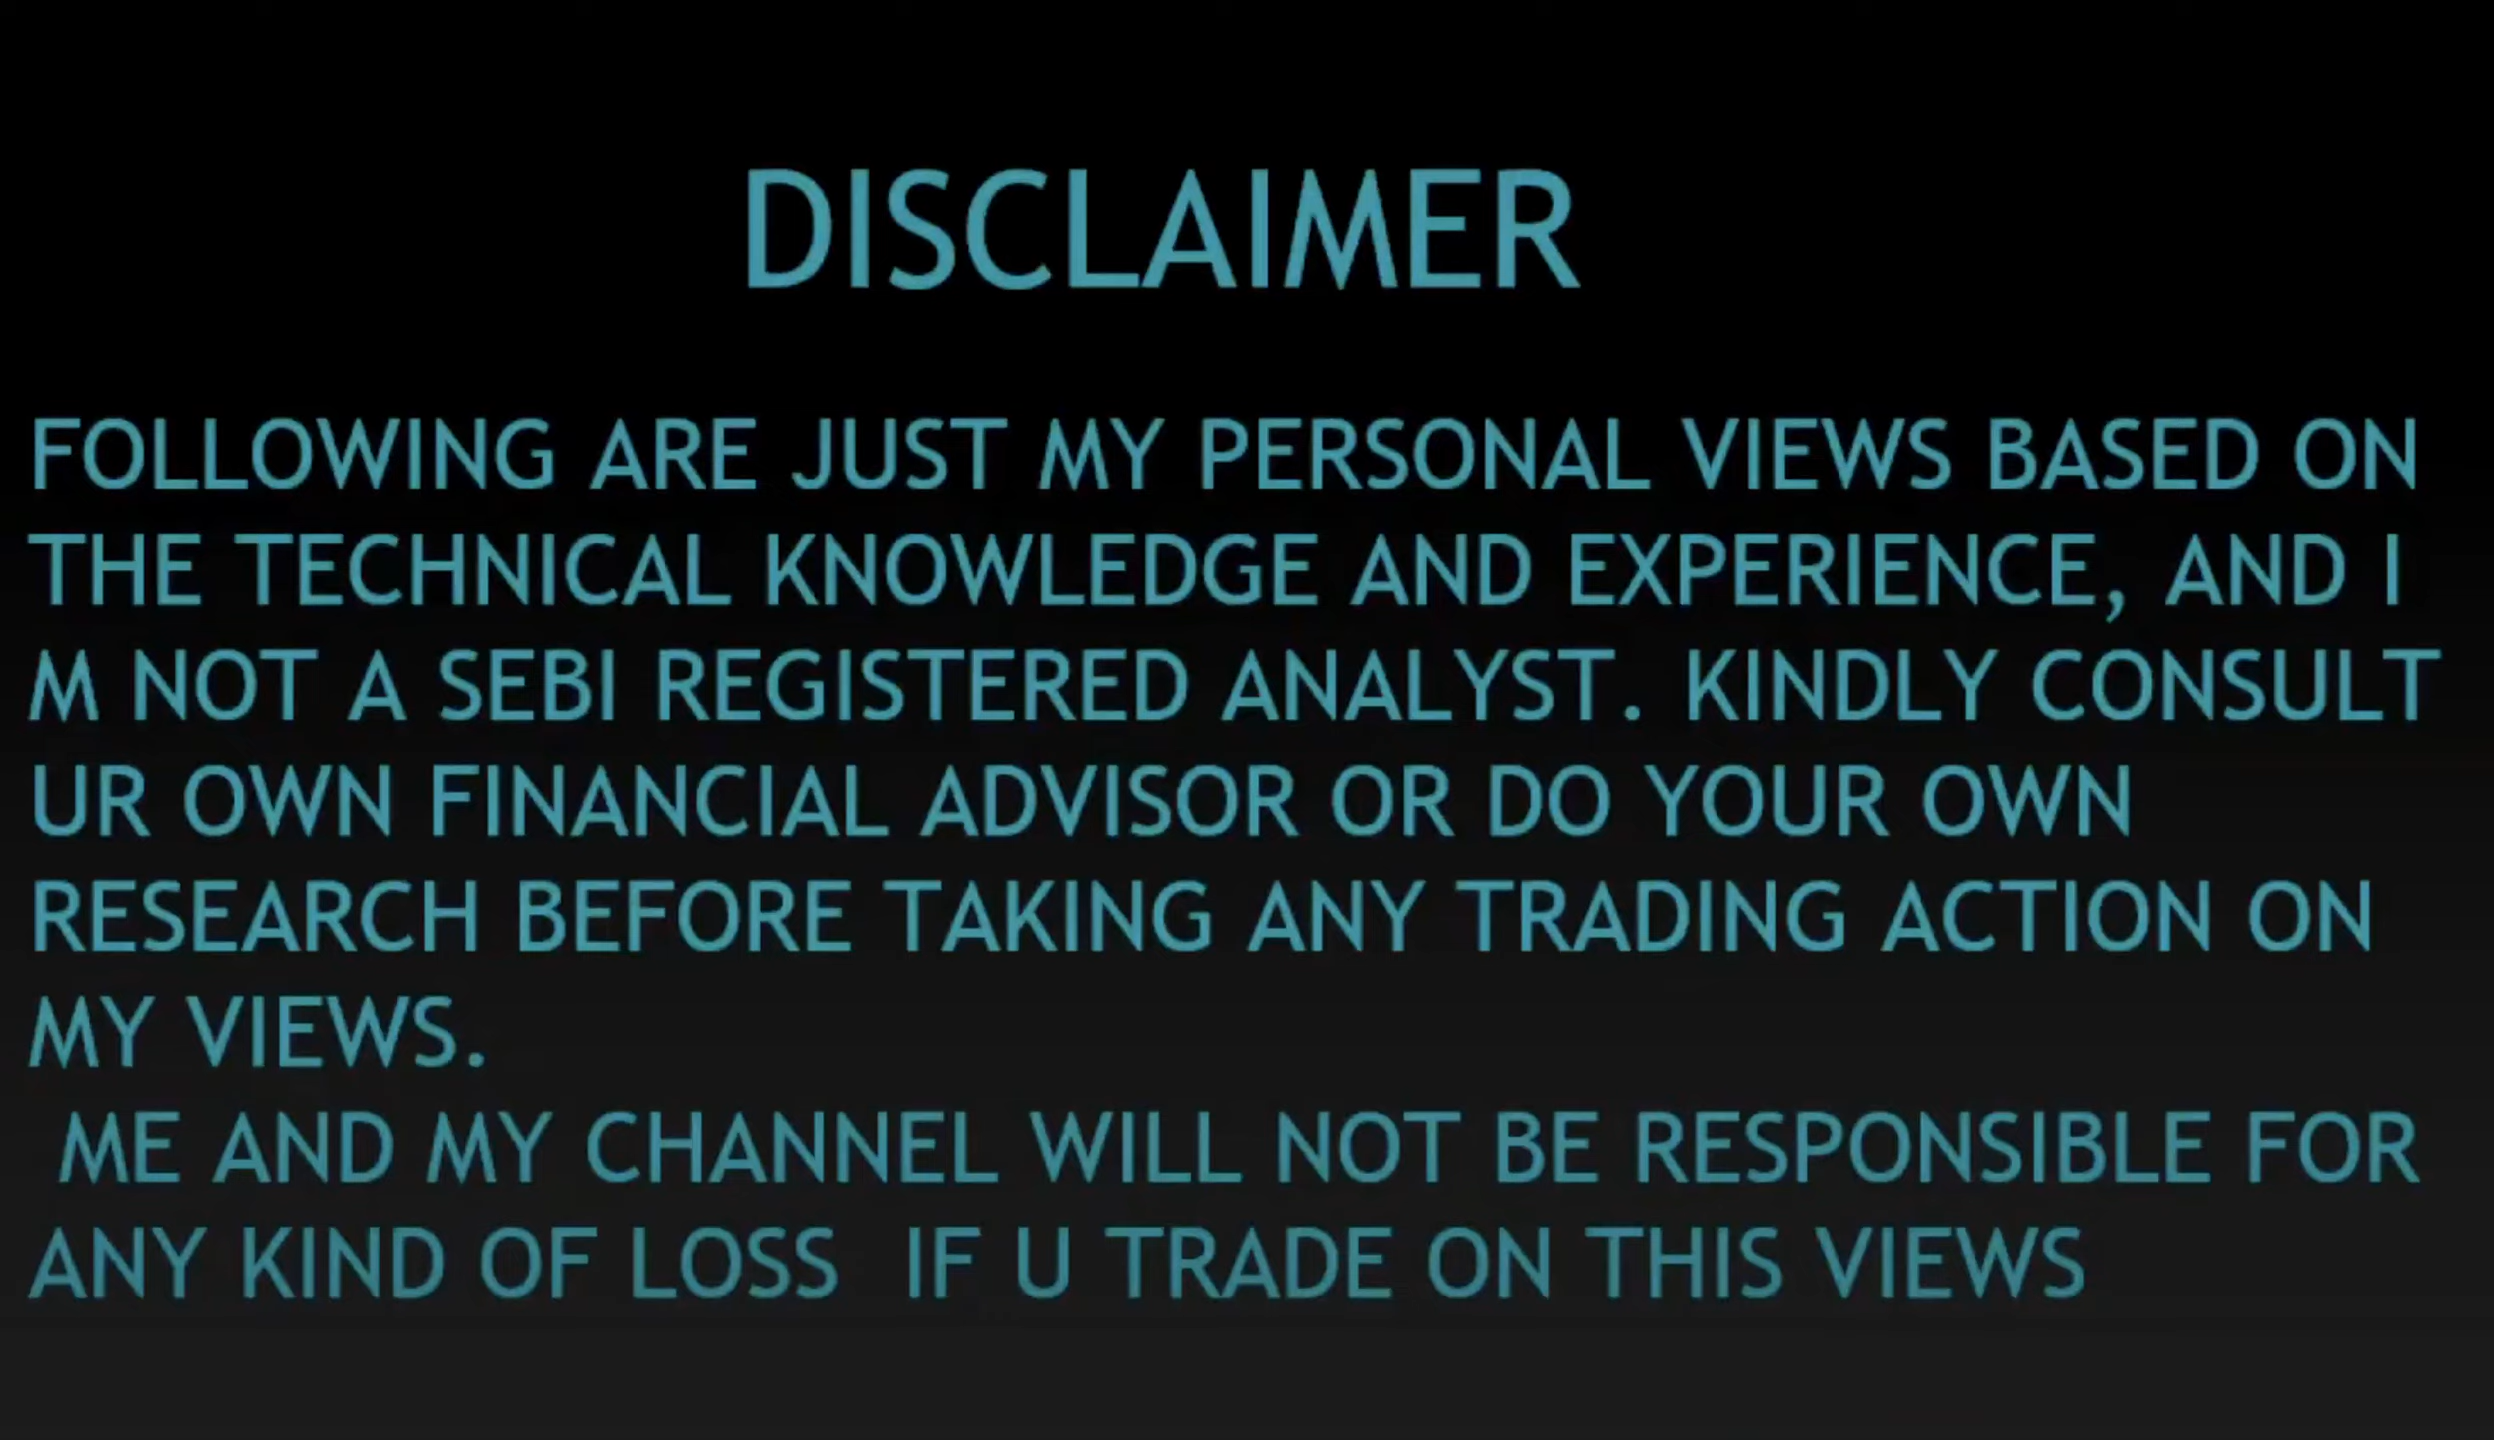 DISCLAIMER
FOLLOWING ARE JUST MY PERSONAL VIEWS BASED ON
THE TECHNICAL KNOWLEDGE AND EXPERIENCE, AND I
M NOT A SEBI REGISTERED ANALYST. KINDLY CONSULT
UR OWN FINANCIAL ADVISOR OR DO YOUR OWN
RESEARCH BEFORE TAKING ANY TRADING ACTION ON
MY VIEWS.
ME AND MY CHANNEL WILL NOT BE RESPONSIBLE FOR
ANY KIND OF LOSS  IF U TRADE ON THIS VIEWS